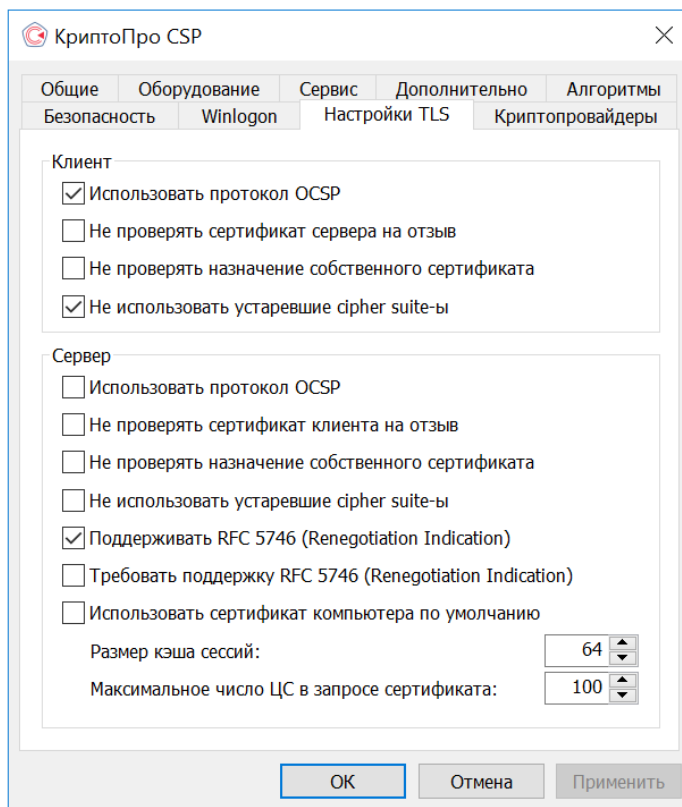 КриптоПро CSP
Общие Оборудование Сервис Дополнительно Алгоритмы
Безопасность Winlogon Настройки TLS Криптопровайдеры
Клиент
Использовать протокол OCSP
Не проверять сертификат сервера на отзыв
Не проверять назначение собственного сертификата
Не использовать устаревшие cipher suite-ы
Сервер
Использовать протокол OCSP
Не проверять сертификат клиента на отзыв
Не проверять назначение собственного сертификата
Не использовать устаревшие cipher suite-ы
Поддерживать RFC 5746 (Renegotiation Indication)
Требовать поддержку RFC 5746 (Renegotiation Indication)
Использовать сертификат компьютера по умолчанию
Размер кэша сессий: 64
Максимальное число ЦС в запросе сертификата: 100
ОК Отмена Применить